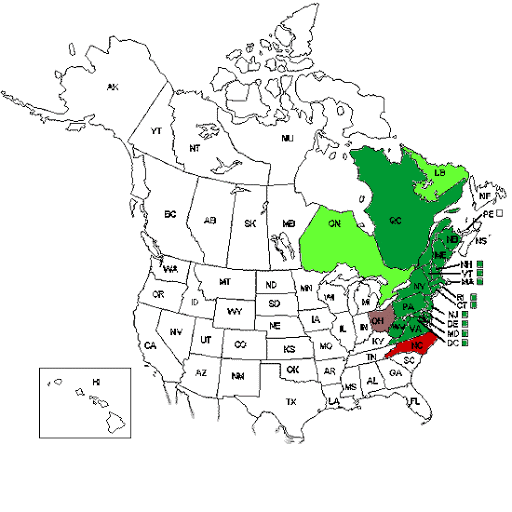 AK
YT
NT
NU
LB
BC
AB
SK
MB
ON
QC
NF
PE
NB
NS
ME
WA
MT
ND
MN
OR
ID
SD
WI
MI
NY
NH
VT
MA
RI
CT
WY
NE
IA
PA
NJ
DE
MD
DC
NV
UT
CO
KS
MO
IL
IN
OH
WV
VA
KY
CA
AZ
NM
OK
AR
TN
NC
SC
TX
LA
MS
AL
GA
FL
HI